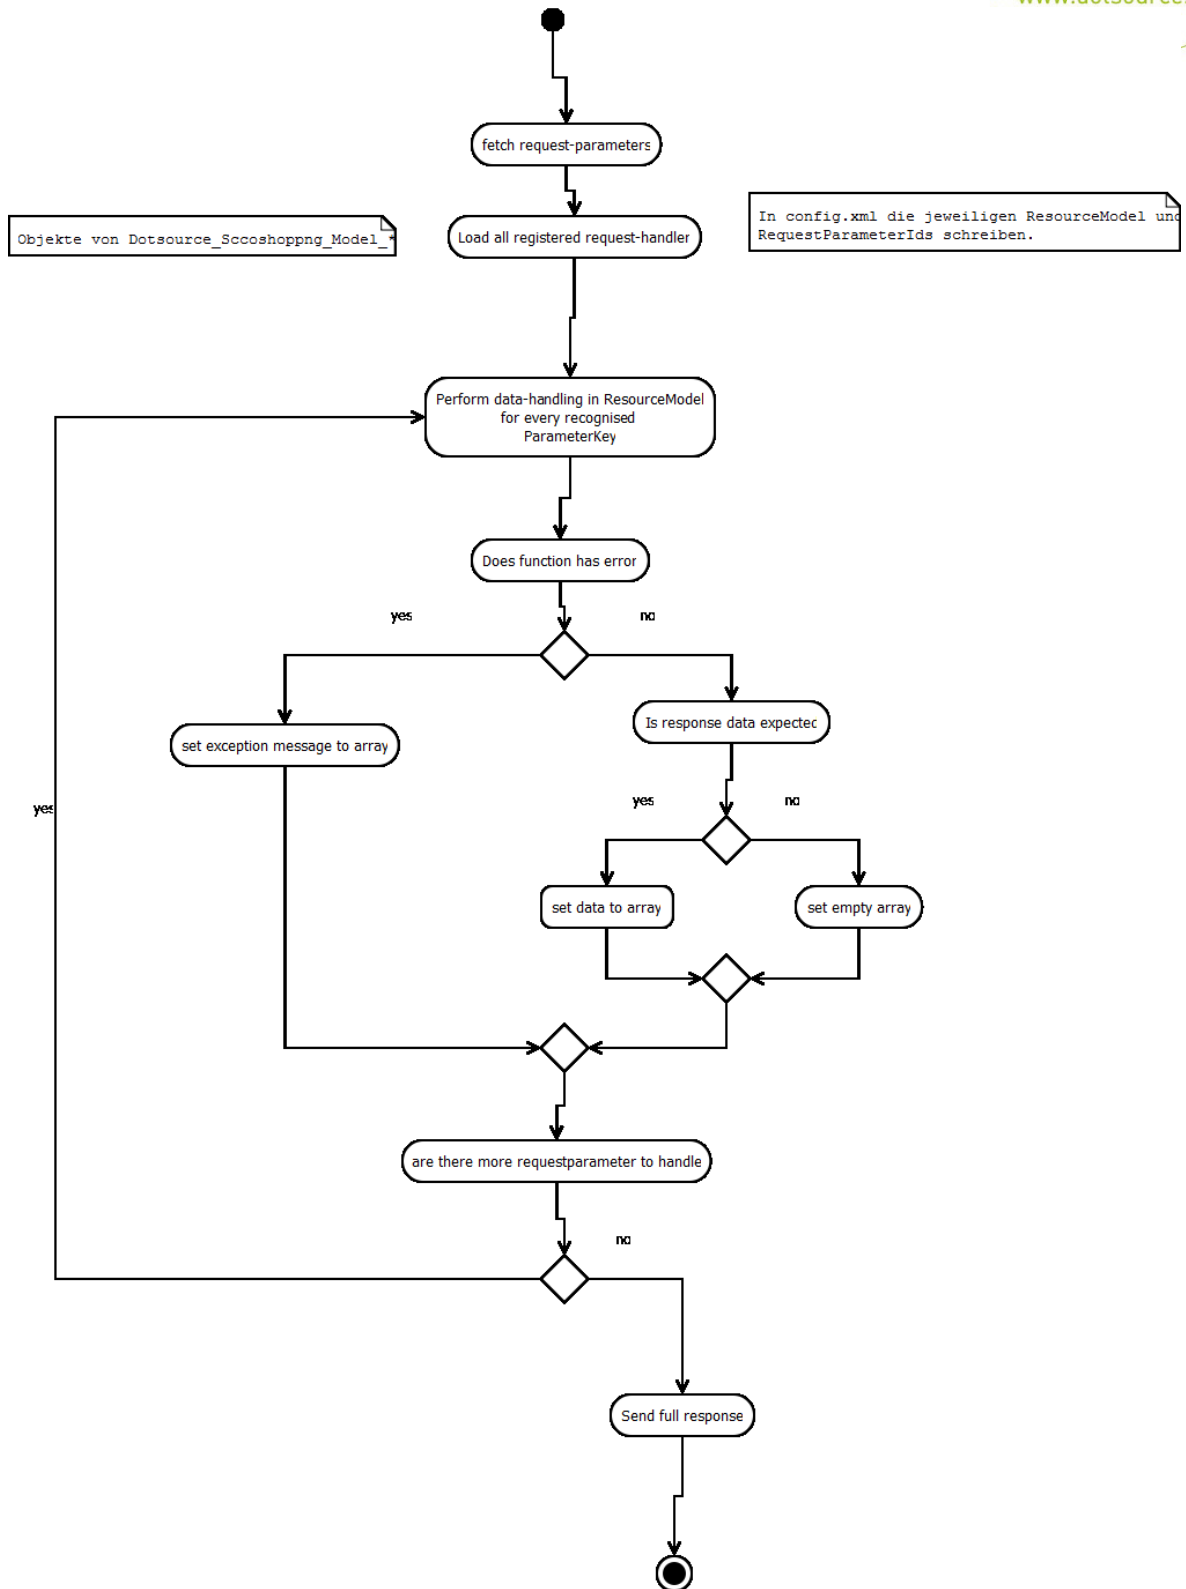 fetch request-parameters
Objekte von Dotsource_Sccoshoppng_Model_*
Load all registered request-handler
In config.xml die jeweiligen ResourceModel und
RequestParameterIds schreiben.
Perform data-handling in ResourceModel
for every recognised
ParameterKey
Does function has error
yes
no
set exception message to array
Is response data expected
yes
yes
no
set data to array
set empty array
are there more requestparameter to handle
no
Send full response